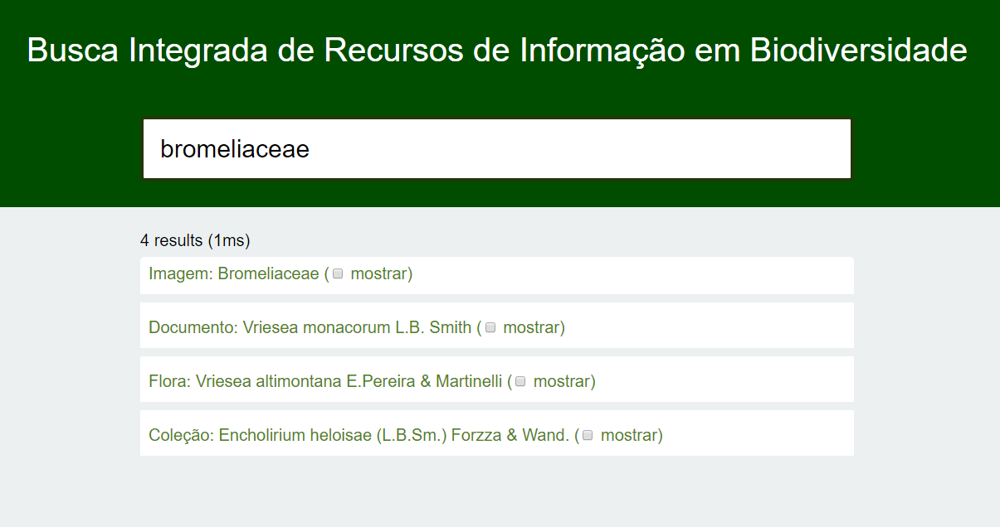 Busca Integrada de Recursos de Informação em Biodiversidade
bromeliaceae
4 results (1ms)
Imagem: Bromeliaceae ( mostrar)
Documento: Vriesea monacorum L.B. Smith ( mostrar)
Flora: Vriesea altimontana E.Pereira & Martinelli ( mostrar)
Coleção: Encholirium heloisae (L.B.Sm.) Forzza & Wand. ( mostrar)